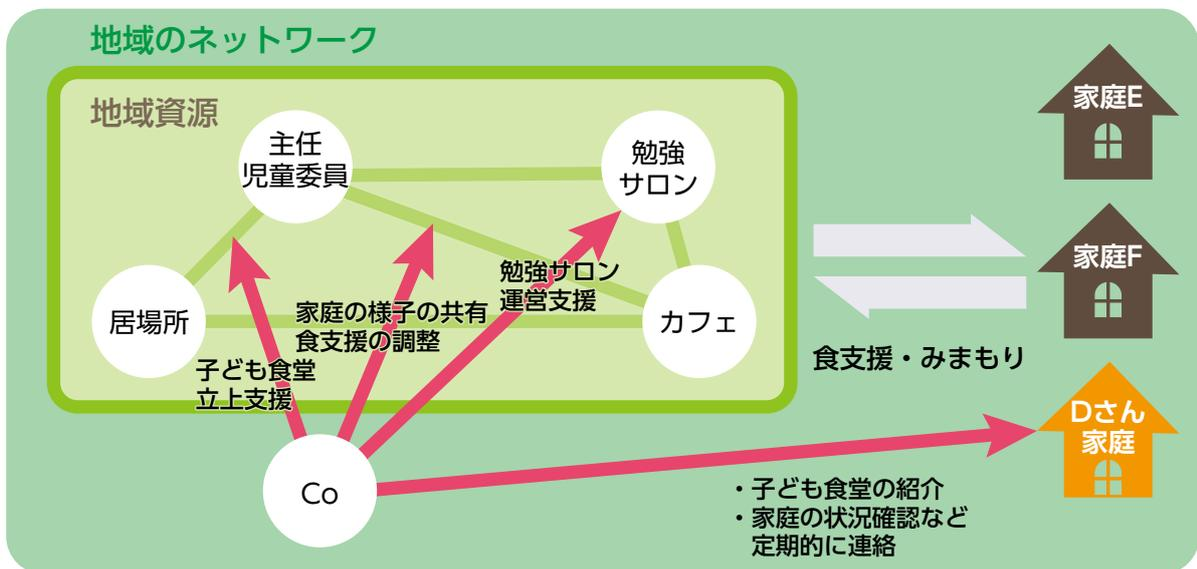 地域のネットワーク
地域資源
主任
児童委員
勉強
サロン
居場所
カフェ
勉強サロン
運営支援
家庭の様子の共有
食支援の調整
子ども食堂
立上支援
Co
食支援・みまもり
家庭E
家庭F
Dさん
家庭
・子ども食堂の紹介
・家庭の状況確認など
定期的に連絡